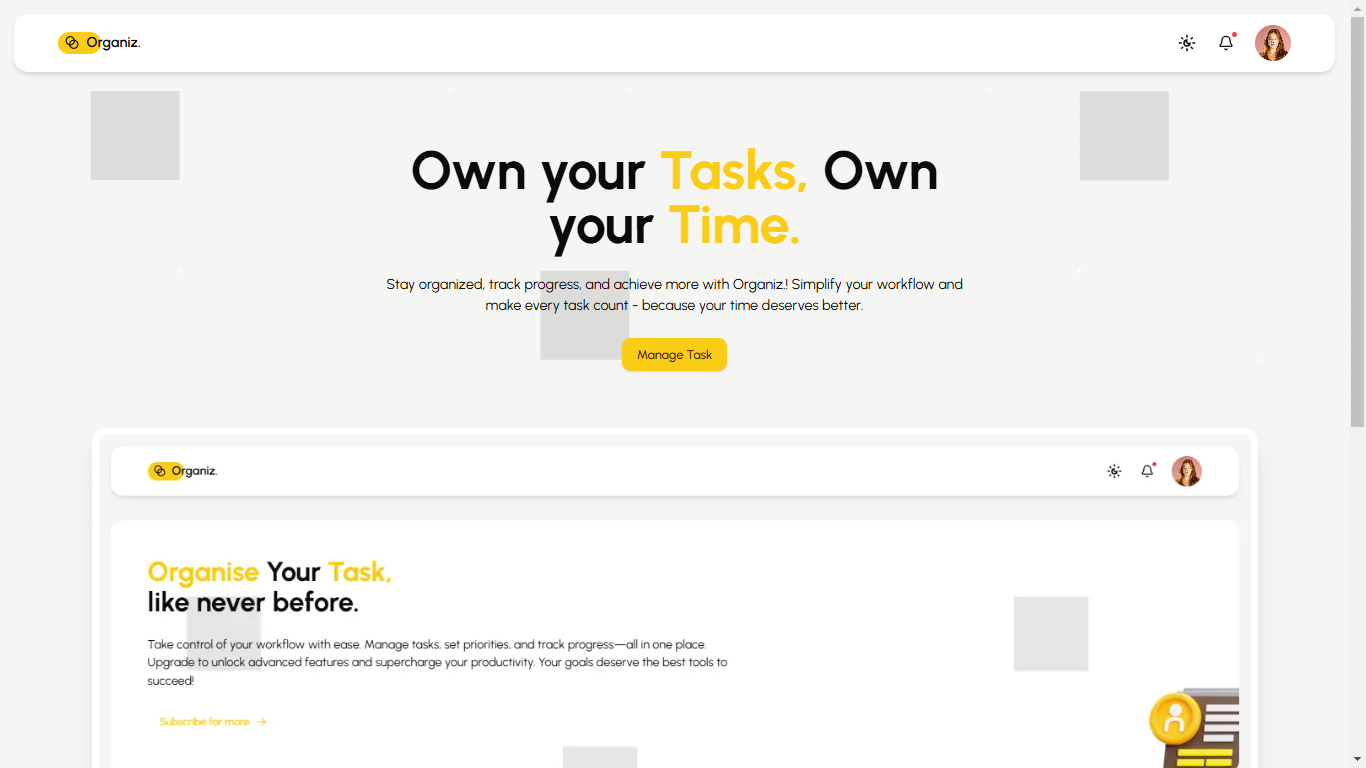 Organiz.
Own your Tasks, Own
your Time.
Stay organized, track progress, and achieve more with Organiz.! Simplify your workflow and
make every task count - because your time deserves better.
Manage Task
Organiz.
Organise Your Task,
like never before.
Take control of your workflow with ease. Manage tasks, set priorities, and track progress—all in one place.
Upgrade to unlock advanced features and supercharge your productivity. Your goals deserve the best tools to
succeed!
Subscribe for more